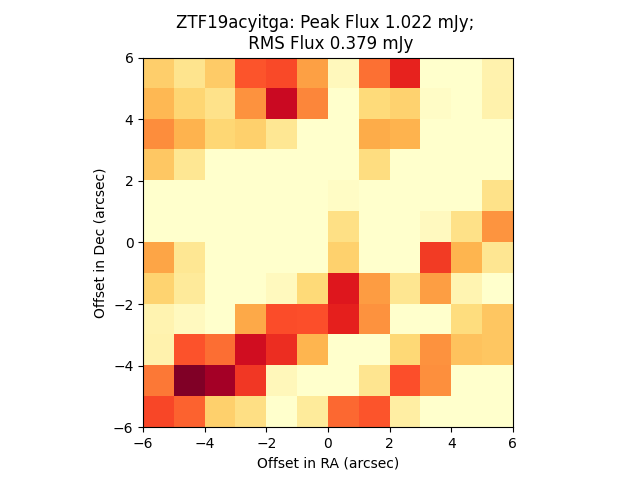 ZTF19acyitga: Peak Flux 1.022 mJy;
RMS Flux 0.379 mJy
6
4
2
0
−2
−4
−6
Offset in Dec (arcsec)
−6 −4 −2 0 2 4 6
Offset in RA (arcsec)